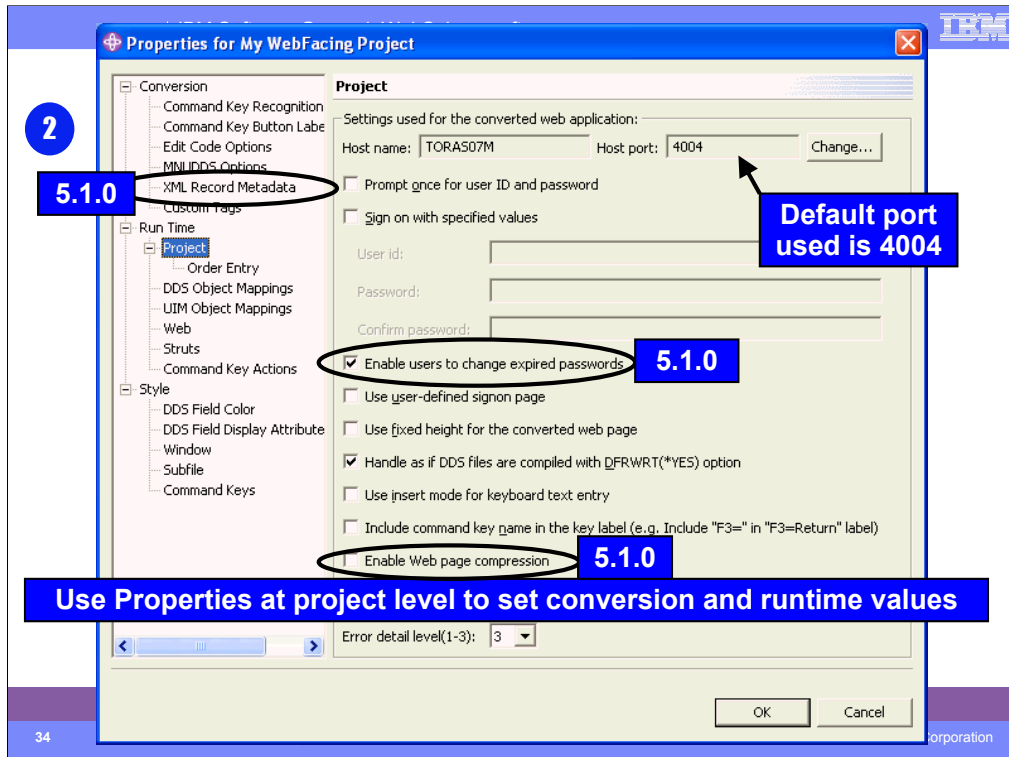 IBM
Properties for My WebFacing Project
2
Conversion
Command Key Recognition
Command Key Button Labe
Edit Code Options
MNUDDS Options
XML Record Metadata
5.1.0
Custom Tags
Run Time
Project
Order Entry
DDS Object Mappings
UIM Object Mappings
Web
Struts
Command Key Actions
Style
DDS Field Color
DDS Field Display Attribute
Window
Subfile
Command Keys
Project
Settings used for the converted web application:
Host name: TORAS07M Host port: 4004 Change...
Prompt once for user ID and password
Sign on with specified values
Default port
used is 4004
User id:
Password:
Confirm password:
Enable users to change expired passwords 5.1.0
Use user-defined signon page
Use fixed height for the converted web page
Handle as if DDS files are compiled with DFRWRT(*YES) option
Use insert mode for keyboard text entry
Include command key name in the key label (e.g. Include "F3=" in "F3=Return" label)
Enable Web page compression 5.1.0
Use Properties at project level to set conversion and runtime values
Error detail level(1-3): 3
OK Cancel
34
Corporation